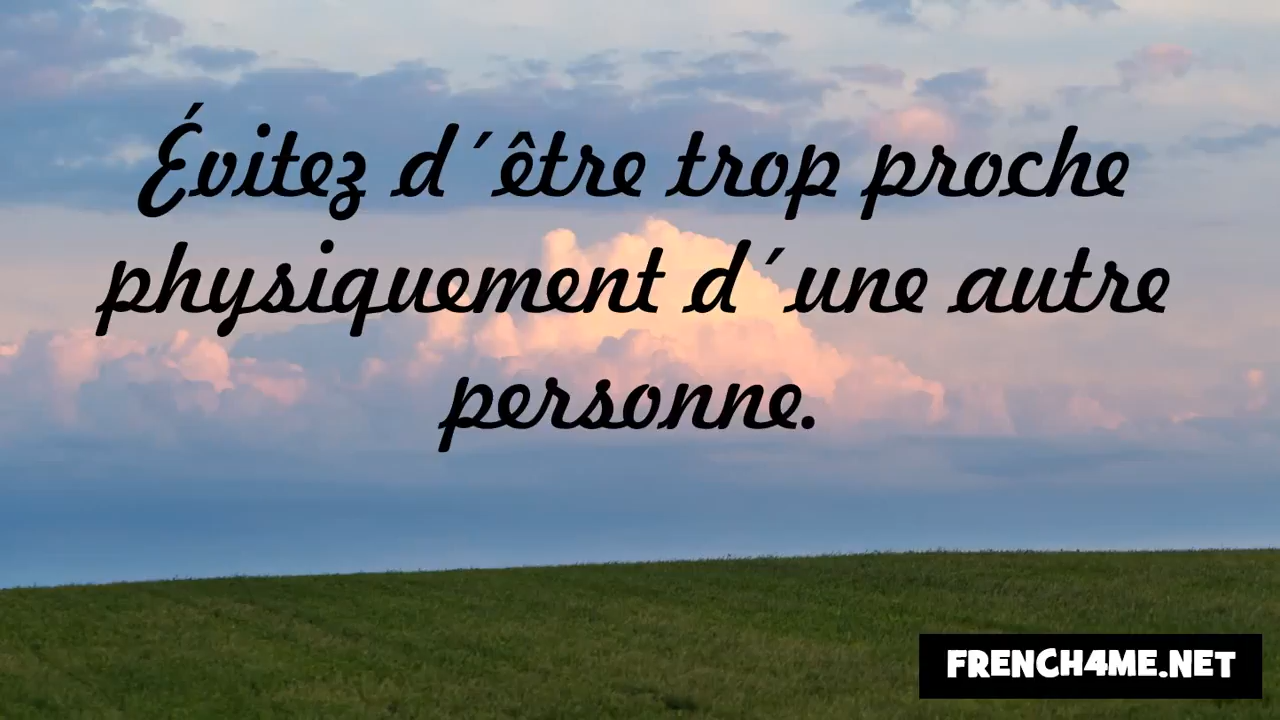 Évitez d´être trop proche
physiquement d´une autre
personne.
FRENCH4ME.NET